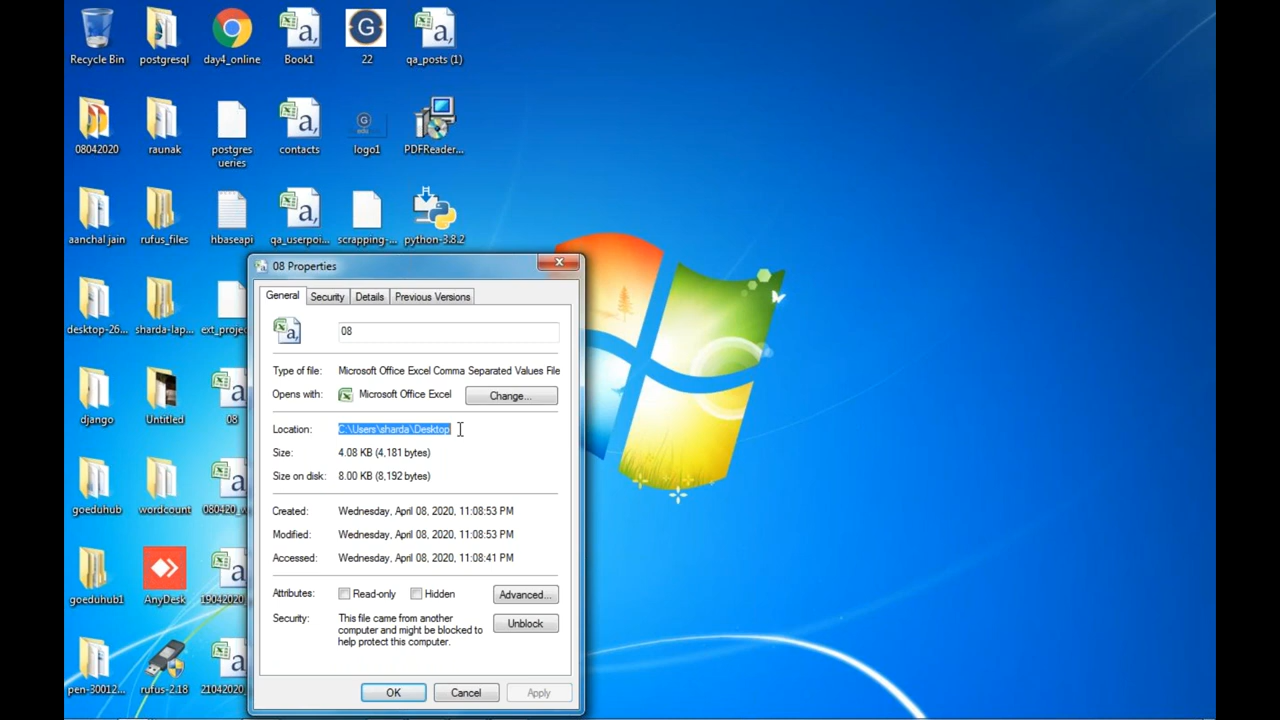 Recycle Bin
postgresql
day4_online
Book1
22
qa_posts (1)
08042020
raunak
postgres
ueries
contacts
logo1
PDFReader...
aanchal jain
rufus_files
hbaseapi
qa_userpoi...
scrapping-...
python-3.8.2
desktop-26...
sharda-lap...
ext_proje
django
Untitled
08
goeduhub
wordcount
080420_
goeduhub1
AnyDesk
19042020_
pen-30012...
rufus-2.18
21042020_
08 Properties
General
Security
Details
Previous Versions
08
Type of file: Microsoft Office Excel Comma Separated Values File
Opens with: Microsoft Office Excel
Change...
Location: C:\Users\sharda\Desktop
Size: 4.08 KB (4,181 bytes)
Size on disk: 8.00 KB (8,192 bytes)
Created: Wednesday, April 08, 2020, 11:08:53 PM
Modified: Wednesday, April 08, 2020, 11:08:53 PM
Accessed: Wednesday, April 08, 2020, 11:08:41 PM
Attributes: Read-only Hidden
Advanced...
Security: This file came from another
computer and might be blocked to
help protect this computer.
Unblock
OK
Cancel
Apply